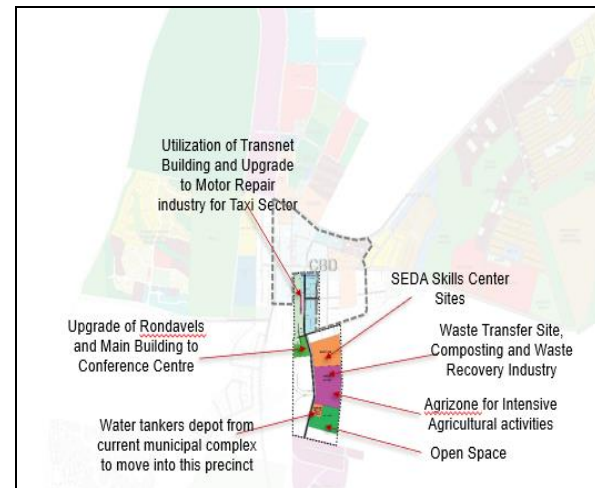 Utilization of Transnet
Building and Upgrade
to Motor Repair
industry for Taxi Sector
CBD
SEDA Skills Center
Sites
Upgrade of Rondavels
and Main Building to
Conference Centre
Waste Transfer Site,
Composting and Waste
Recovery Industry
Agrizone for Intensive
Agricultural activities
Water tankers depot from
current municipal complex
to move into this precinct
Open Space